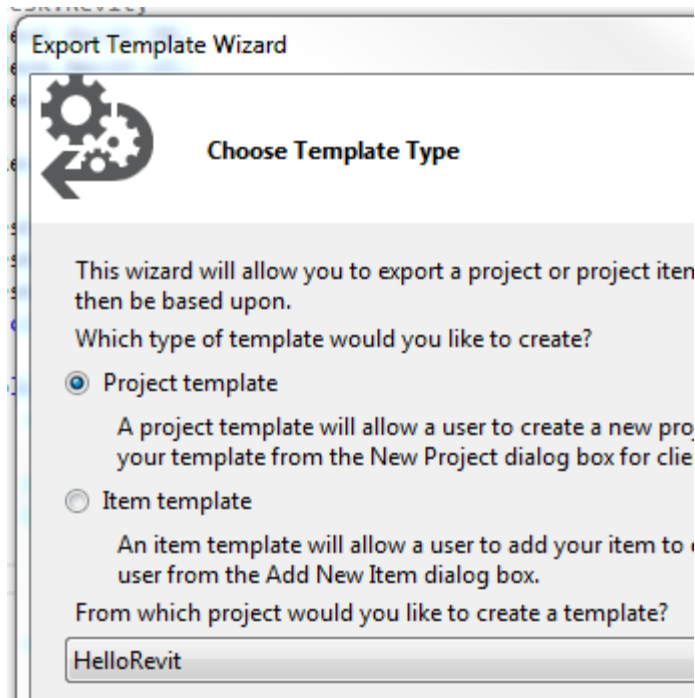 Export Template Wizard
Choose Template Type
This wizard will allow you to export a project or project item
then be based upon.
Which type of template would you like to create?
Project template
A project template will allow a user to create a new
your template from the New Project dialog box for
Item template
An item template will allow a user to add your item to
user from the Add New Item dialog box.
From which project would you like to create a template?
HelloRevit